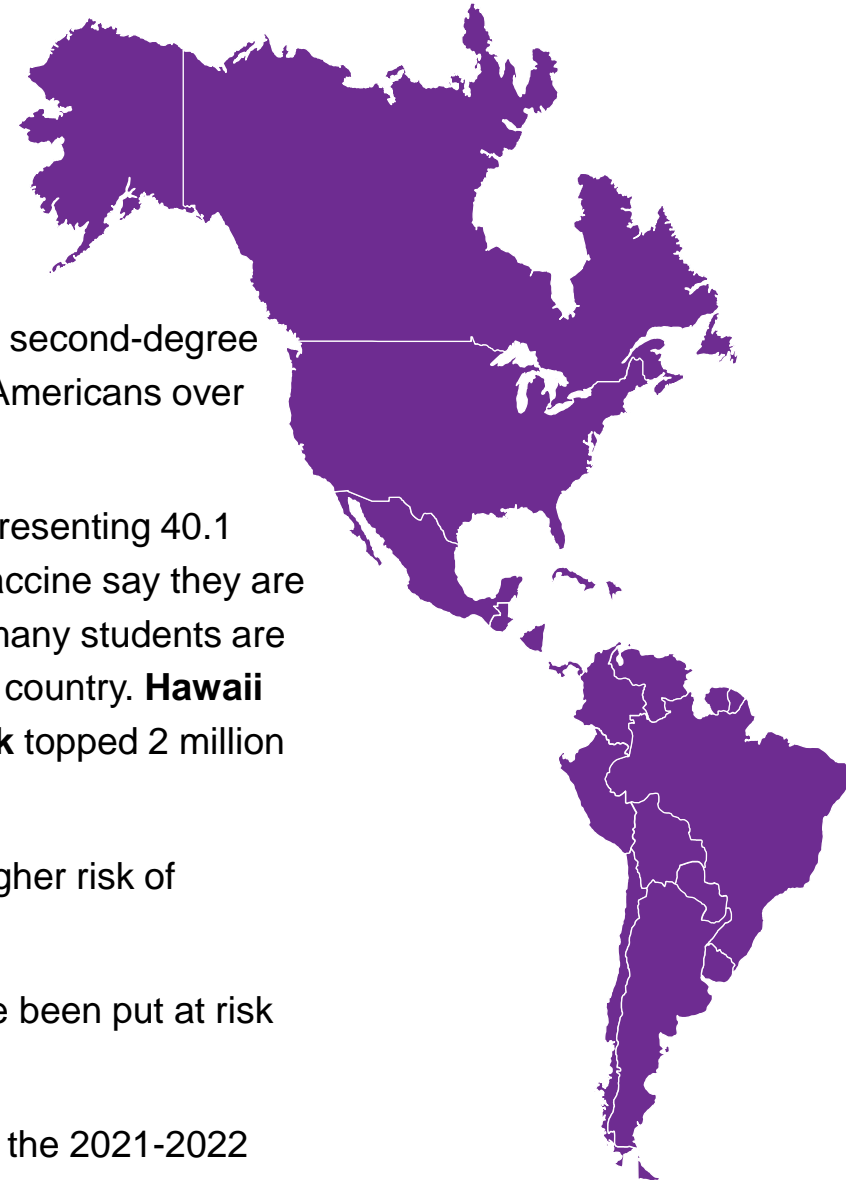 second-degree
Americans over
resenting 40.1
accine say they are
many students are
country. Hawaii
k topped 2 million
gher risk of
e been put at risk
the 2021-2022